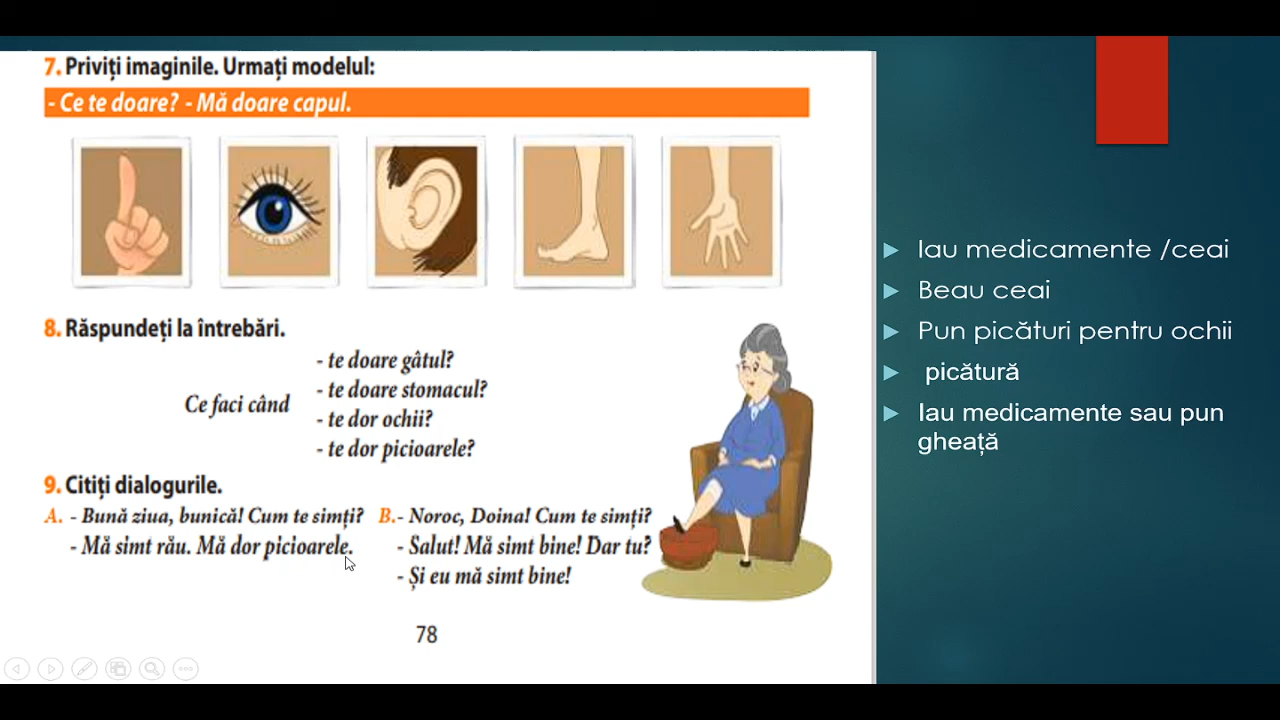 7. Priviți imaginile. Urmați modelul:
- Ce te doare? - Mă doare capul.
8. Răspundeți la întrebări.
Ce faci când
- te doare gâtul?
- te doare stomacul?
- te dor ochii?
- te dor picioarele?
9. Citiți dialogurile.
A. - Bună ziua, bunică! Cum te simți?
- Mă simt rău. Mă dor picioarele.
B. - Noroc, Doina! Cum te simți?
- Salut! Mă simt bine! Dar tu?
- Și eu mă simt bine!
78
Iau medicamente /ceai
Beau ceai
Pun picături pentru ochii
picătură
Iau medicamente sau pun
gheață